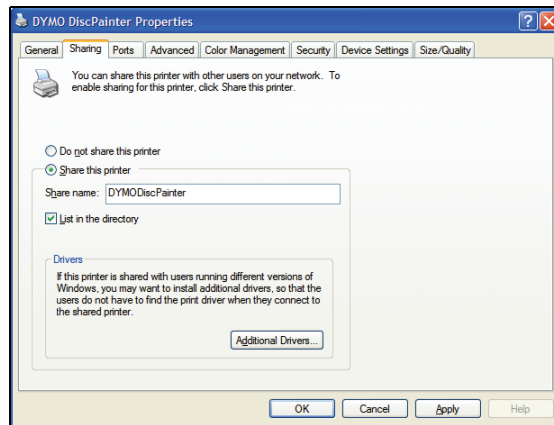 DYMO DiscPainter Properties
General Sharing Ports Advanced Color Management Security Device Settings Size/Quality
You can share this printer with other users on your network. To
enable sharing for this printer, click Share this printer.
Do not share this printer
Share this printer
Share name: DYMODiscPainter
List in the directory
Drivers
If this printer is shared with users running different versions of
Windows, you may want to install additional drivers, so that the
users do not have to find the print driver when they connect to
the shared printer.
Additional Drivers...
OK Cancel Apply Help